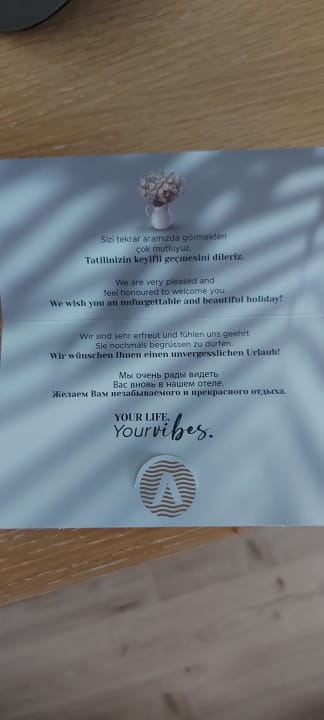 Sizi tekrar aramızda görmekten
çok mutluyuz.
Tatilinizin keyifli geçmesini dileriz.
We are very pleased and
feel honoured to welcome you.
We wish you an unforgettable and beautiful holiday!
Wir sind sehr erfreut und fühlen uns geehrt
Sie nochmals begrüssen zu dürfen.
Wir wünschen Ihnen einen unvergesslichen Urlaub!
Мы очень рады видеть
Вас вновь в нашем отеле.
Желаем Вам незабываемого и прекрасного отдыха.
YOUR LIFE,
Your vibes.
A